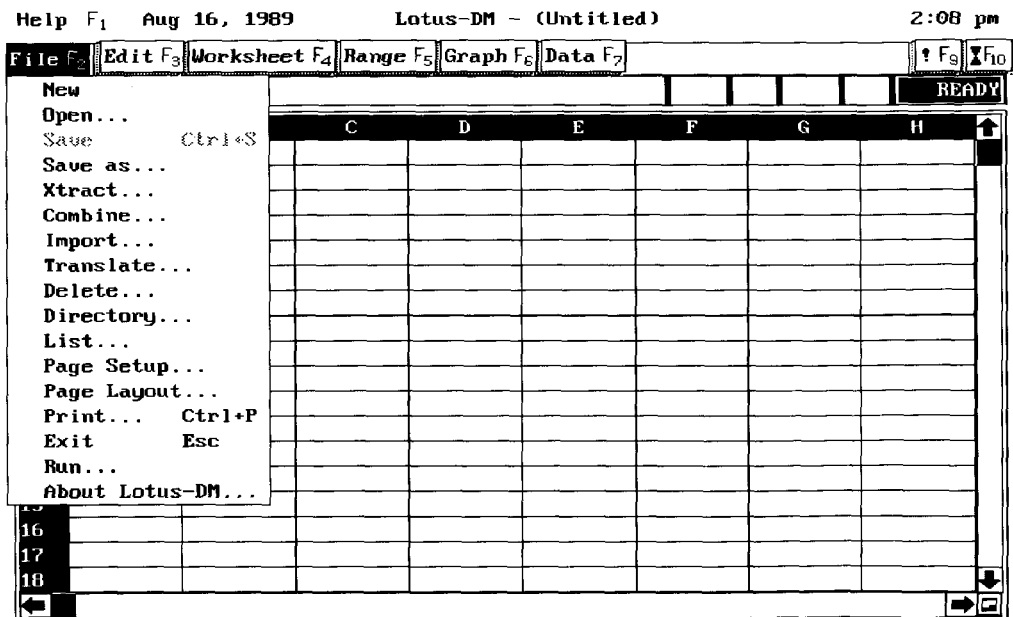 Help F1 Aug 16, 1989 Lotus-DM - (Untitled) 2:08 pm
File F2 Edit F3 Worksheet F4 Range F5 Graph F6 Data F7 ! F9 F10
READY
New
Open...
Save Ctrl+S
Save as...
Xtract...
Combine...
Import...
Translate...
Delete...
Directory...
List...
Page Setup...
Page Layout...
Print... Ctrl+P
Exit Esc
Run...
About Lotus-DM...
C D E F G H
15
16
17
18